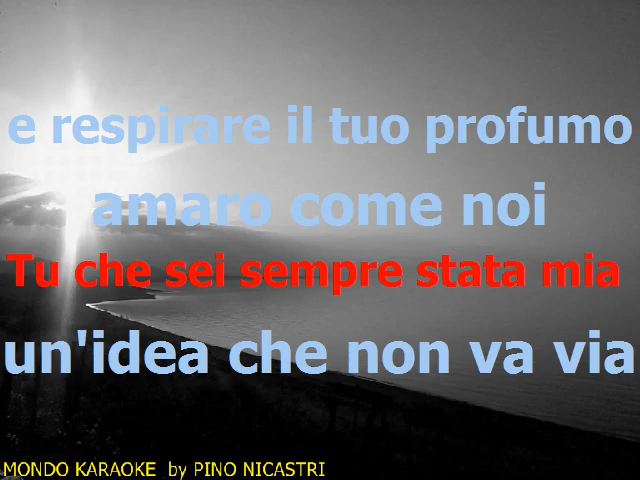 e respirare il tuo profumo
amaro come noi
Tu che sei sempre stata mia
un'idea che non va via
MONDO KARAOKE by PINO NICASTRI